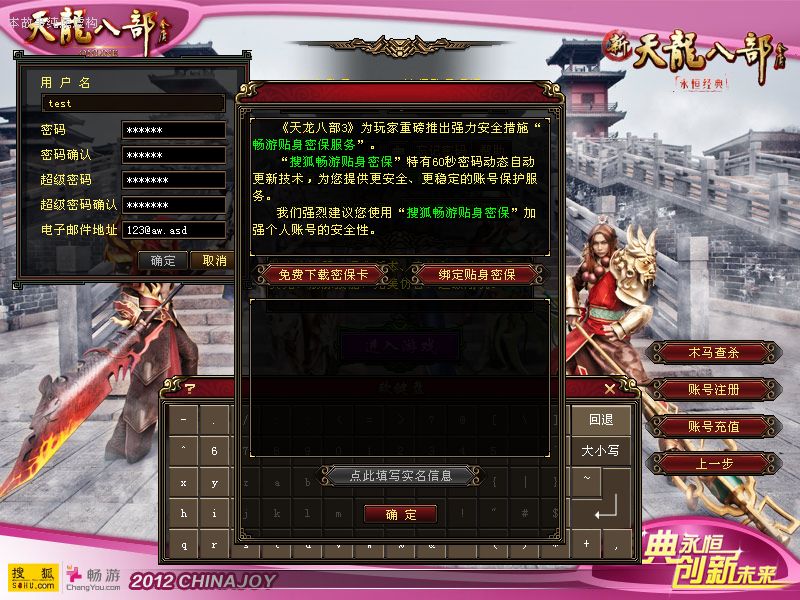 天龍八部
ONLINE
新天龍八部
永恒经典
用户名
test
密码 ******
密码确认 ******
超级密码 *******
超级密码确认 *******
电子邮件地址 123@aw.asd
确定 取消
《天龙八部3》为玩家重磅推出强力安全措施“
畅游贴身密保服务”。
“搜狐畅游贴身密保”特有60秒密码动态自动
更新技术，为您提供更安全、更稳定的账号保护服
务。
我们强烈建议您使用“搜狐畅游贴身密保”加
强个人账号的安全性。
免费下载密保卡 绑定贴身密保
进入游戏
木马查杀
账号注册
账号充值
上一步
? 软键盘 X
回退
6 大小写
x y ~
点此填写实名信息
h i
确定
q r + ,
搜狐 SOHU.com 畅游 ChangYou.com 2012 CHINAJOY
典永恒
创新未来